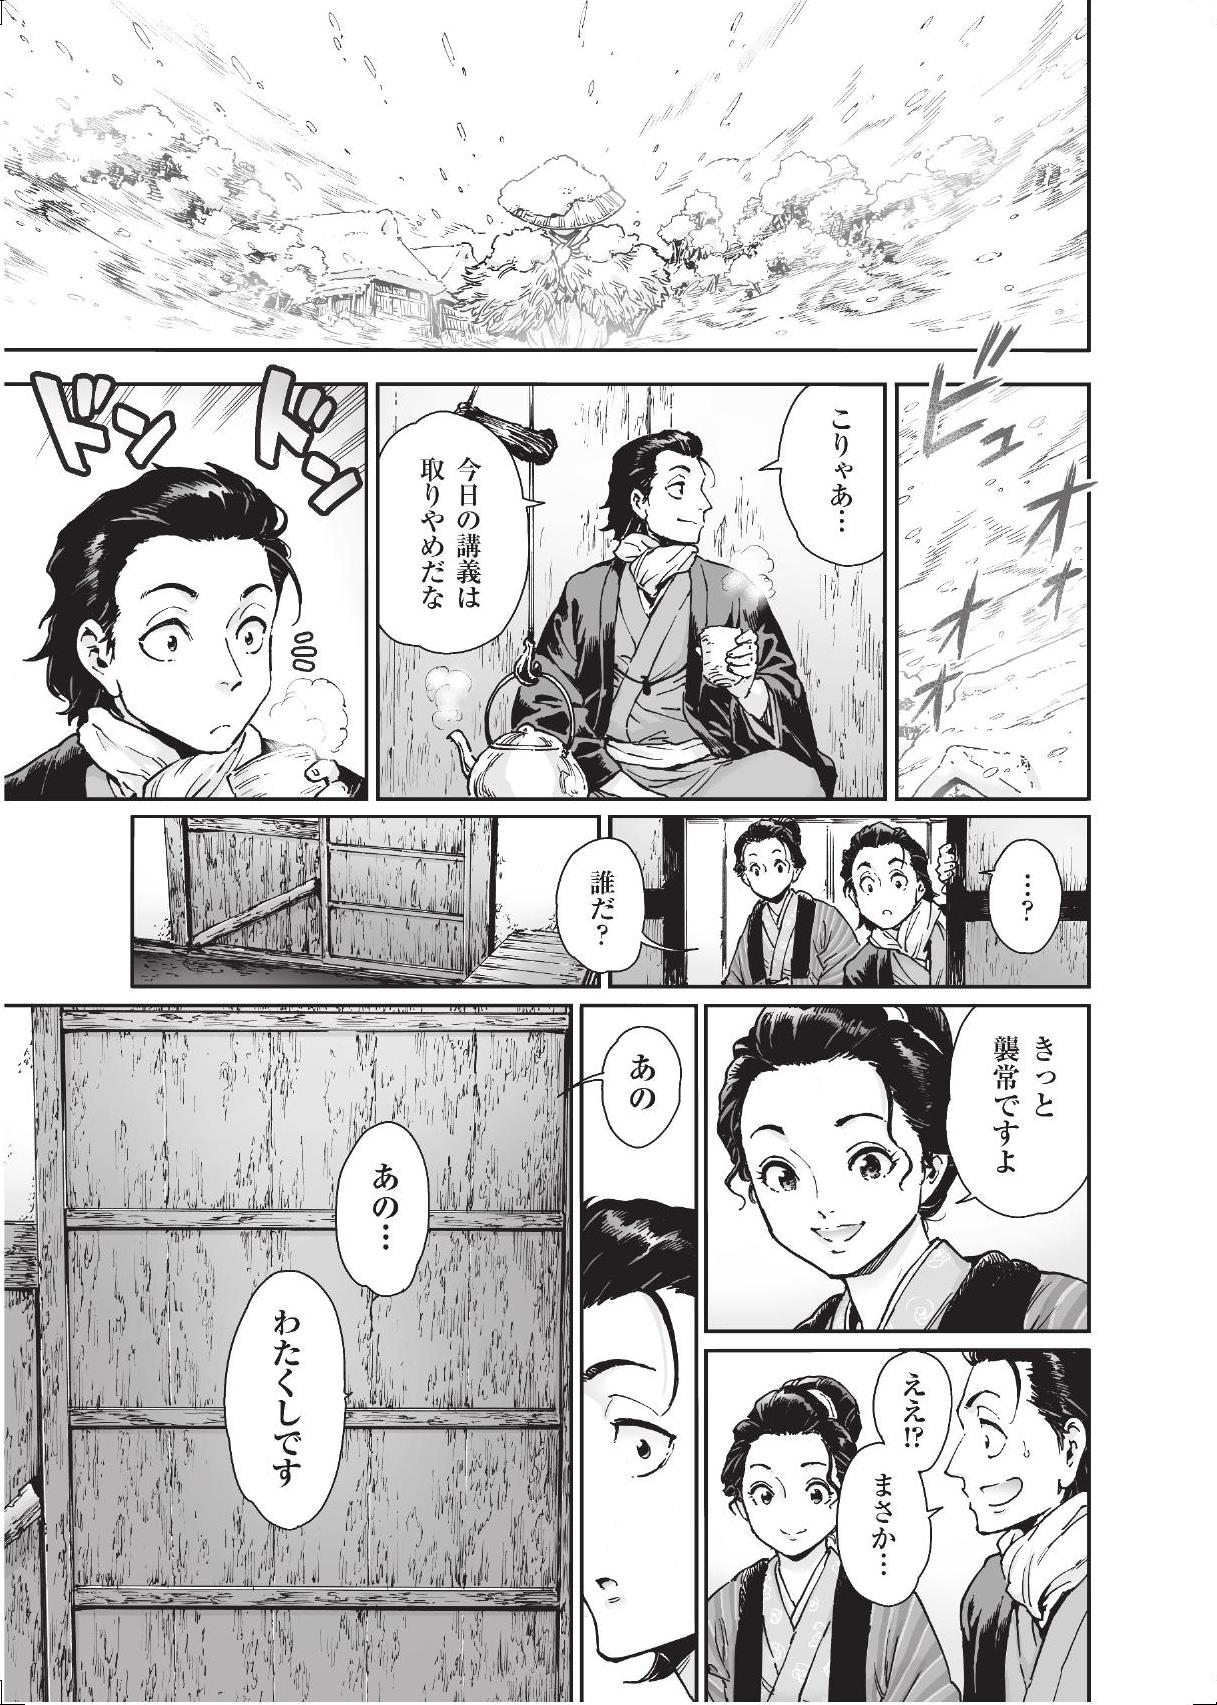 ビュオオオオ
こりゃあ…
今日の講義は
取りやめだな
ドンドン
…?
誰だ?
きっと
襲常ですよ
ええ!?
まさか…
あの
あの…
わたくしです